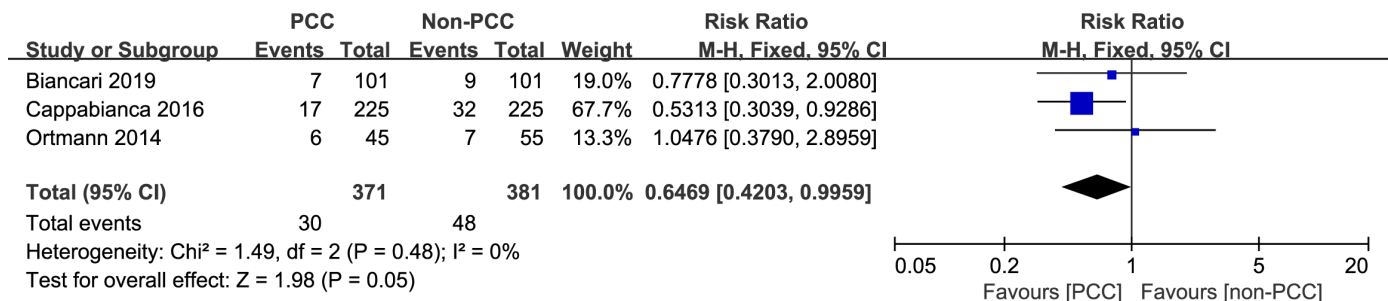 PCC Non-PCC Risk Ratio Risk Ratio
Study or Subgroup Events Total Events Total Weight M-H, Fixed, 95% CI M-H, Fixed, 95% CI
Biancari 2019 7 101 9 101 19.0% 0.7778 [0.3013, 2.0080]
Cappabianca 2016 17 225 32 225 67.7% 0.5313 [0.3039, 0.9286]
Ortmann 2014 6 45 7 55 13.3% 1.0476 [0.3790, 2.8959]
Total (95% CI) 371 381 100.0% 0.6469 [0.4203, 0.9959]
Total events 30 48
Heterogeneity: Chi² = 1.49, df = 2 (P = 0.48); I² = 0%
Test for overall effect: Z = 1.98 (P = 0.05)
0.05 0.2 1 5 20
Favours [PCC] Favours [non-PCC]